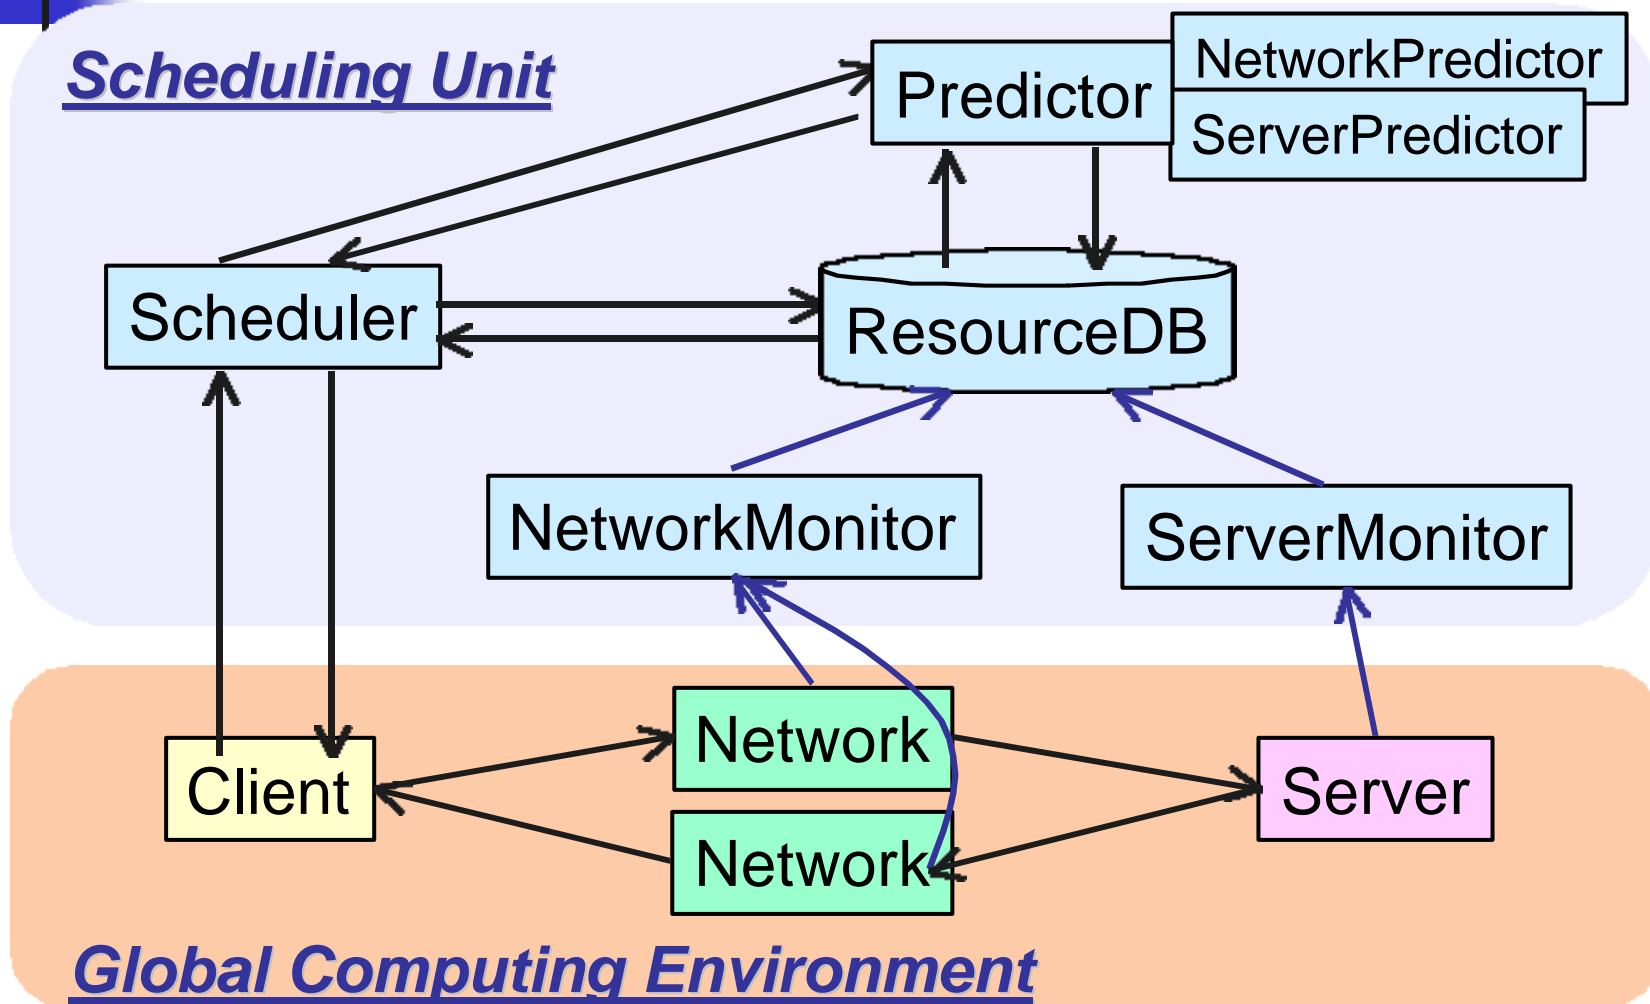 Scheduling Unit
NetworkPredictor
Predictor
ServerPredictor
Scheduler
ResourceDB
NetworkMonitor
ServerMonitor
Network
Client
Server
Network
Global Computing Environment